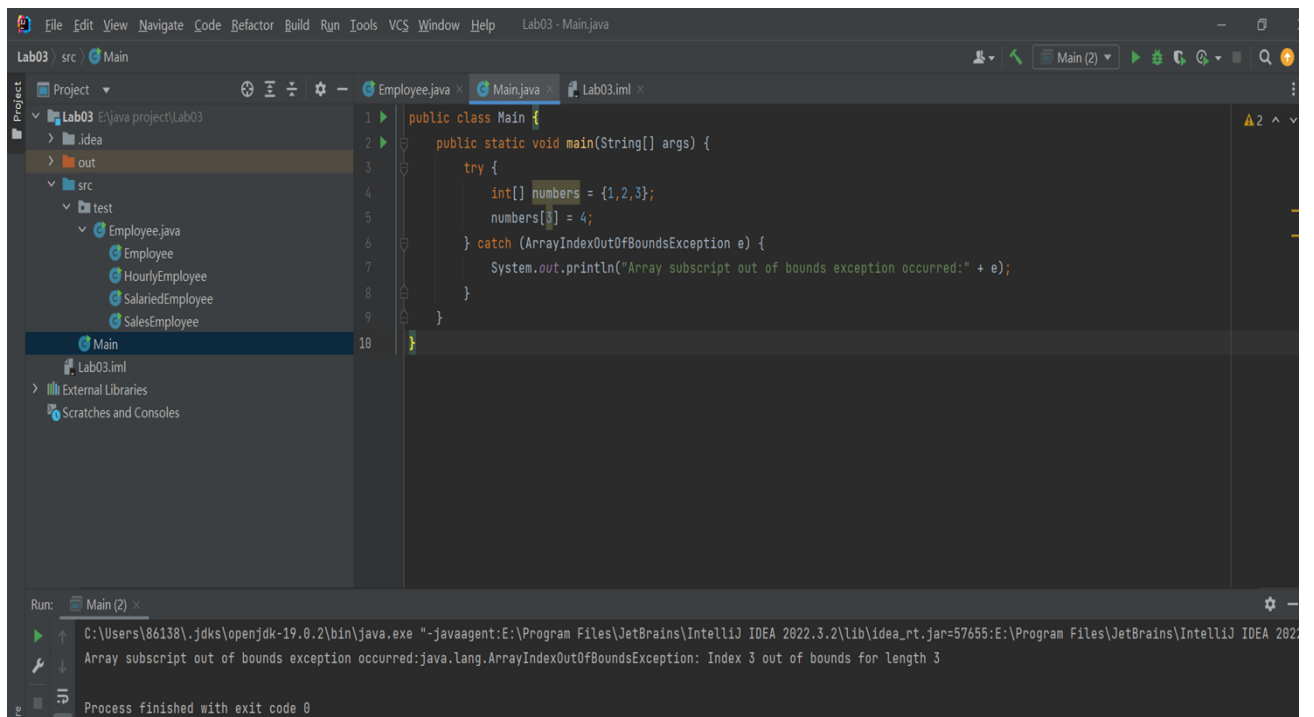 File Edit View Navigate Code Refactor Build Run Tools VCS Window Help Lab03 - Main.java
Lab03 src Main
Main (2)
Project
Employee.java Main.java Lab03.iml
Project
Lab03 E:\java project\Lab03
.idea
out
src
test
Employee.java
Employee
HourlyEmployee
SalariedEmployee
SalesEmployee
Main
Lab03.iml
External Libraries
Scratches and Consoles
1 public class Main {
2 public static void main(String[] args) {
3 try {
4 int[] numbers = {1,2,3};
5 numbers[3] = 4;
6 } catch (ArrayIndexOutOfBoundsException e) {
7 System.out.println("Array subscript out of bounds exception occurred:" + e);
8 }
9 }
10 }
2
Run: Main (2)
C:\Users\86138\.jdks\openjdk-19.0.2\bin\java.exe "-javaagent:E:\Program Files\JetBrains\IntelliJ IDEA 2022.3.2\lib\idea_rt.jar=57655:E:\Program Files\JetBrains\IntelliJ IDEA 202
Array subscript out of bounds exception occurred:java.lang.ArrayIndexOutOfBoundsException: Index 3 out of bounds for length 3
Process finished with exit code 0